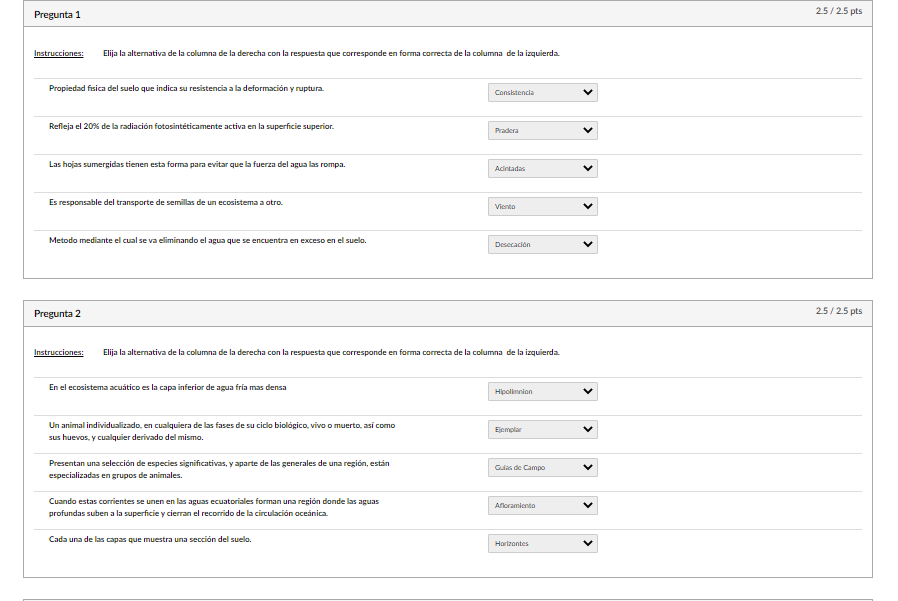 Pregunta 1
2.5 / 2.5 pts
Instrucciones: Elija la alternativa de la columna de la derecha con la respuesta que corresponde en forma correcta de la columna de la izquierda.
Propiedad física del suelo que indica su resistencia a la deformación y ruptura.
Consistencia
Refleja el 20% de la radiación fotosintéticamente activa en la superficie superior.
Pradera
Las hojas sumergidas tienen esta forma para evitar que la fuerza del agua las rompa.
Acintadas
Es responsable del transporte de semillas de un ecosistema a otro.
Viento
Metodo mediante el cual se va eliminando el agua que se encuentra en exceso en el suelo.
Desecación
Pregunta 2
2.5 / 2.5 pts
Instrucciones: Elija la alternativa de la columna de la derecha con la respuesta que corresponde en forma correcta de la columna de la izquierda.
En el ecosistema acuático es la capa inferior de agua fría mas densa
Hipolimnion
Un animal individualizado, en cualquiera de las fases de su ciclo biológico, vivo o muerto, así como
sus huevos, y cualquier derivado del mismo.
Ejemplar
Presentan una selección de especies significativas, y aparte de las generales de una región, están
especializadas en grupos de animales.
Guías de Campo
Cuando estas corrientes se unen en las aguas ecuatoriales forman una región donde las aguas
profundas suben a la superficie y cierran el recorrido de la circulación oceánica.
Afloramiento
Cada una de las capas que muestra una sección del suelo.
Horizontes